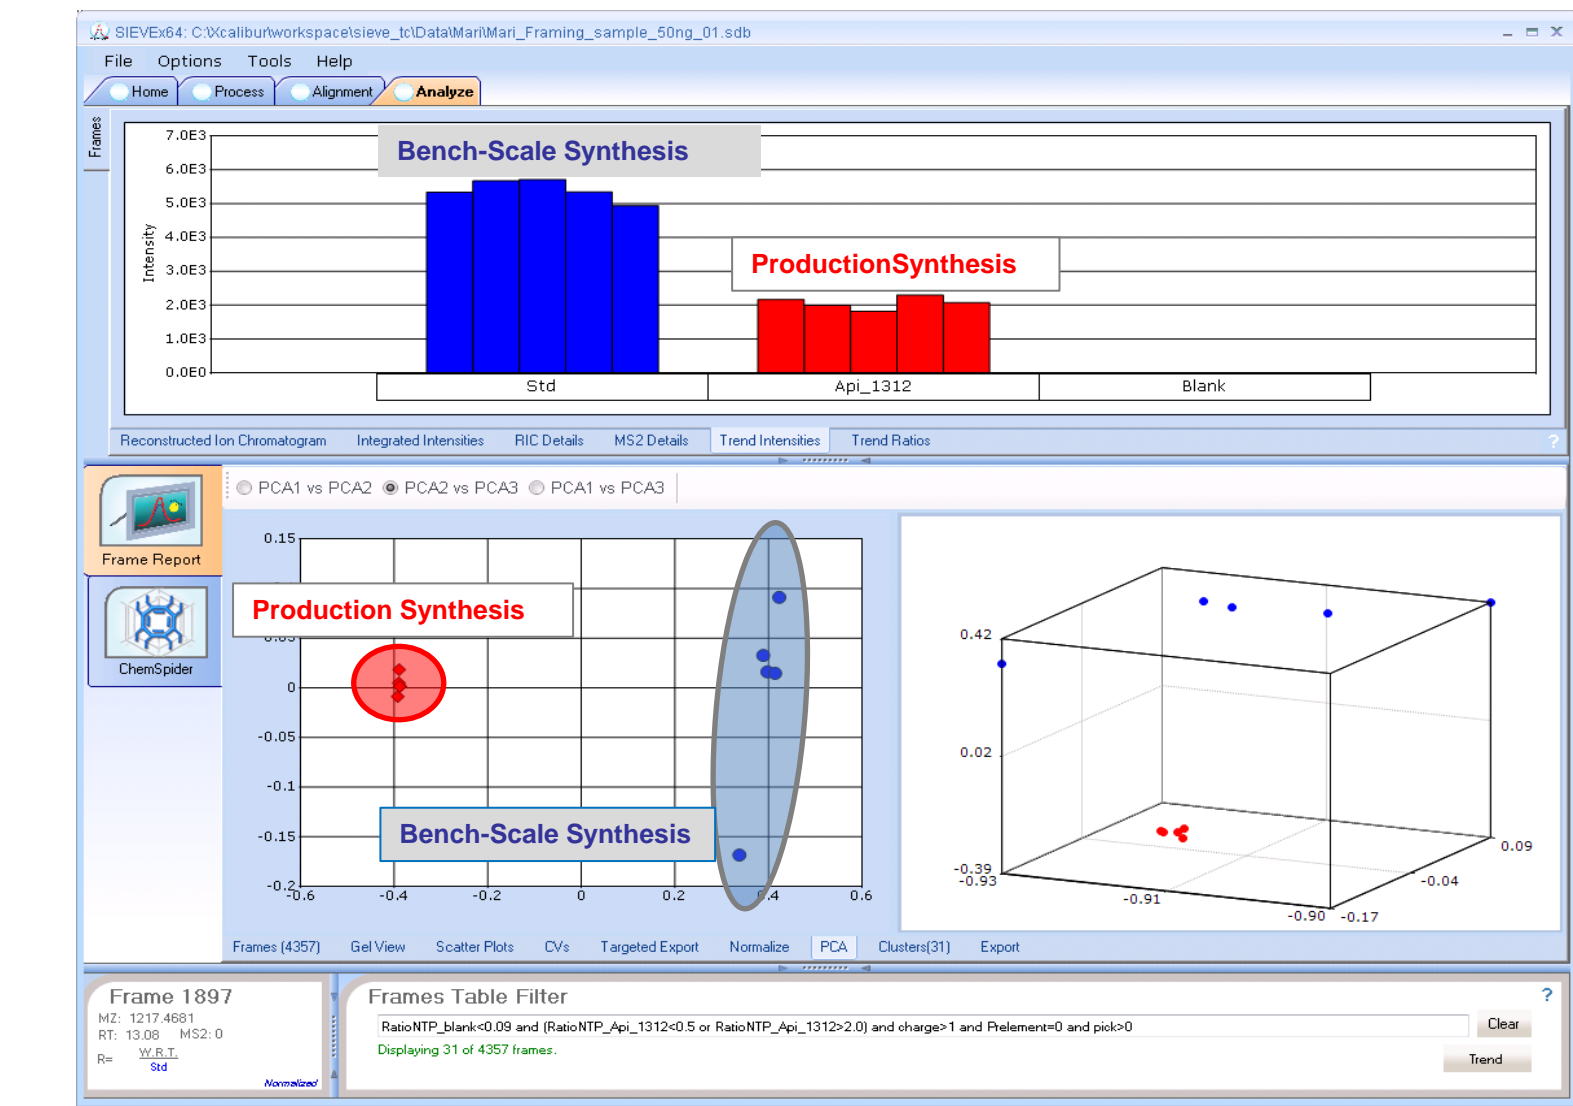 SIEVEx64: C:\Xcalibur\workspace\sieve_tc\Data\Mari\Mari_Framing_sample_50ng_01.sdb
File Options Tools Help
Home Process Alignment Analyze
Frames
Intensity
7.0E3
6.0E3
5.0E3
4.0E3
3.0E3
2.0E3
1.0E3
0.0E0
Bench-Scale Synthesis
ProductionSynthesis
Std Api_1312 Blank
Reconstructed Ion Chromatogram Integrated Intensities RIC Details MS2 Details Trend Intensities Trend Ratios ?
Frame Report
ChemSpider
PCA1 vs PCA2 PCA2 vs PCA3 PCA1 vs PCA3
0.15
Production Synthesis
0
-0.05
-0.1
-0.15
-0.2
Bench-Scale Synthesis
-0.6 -0.4 -0.2 0 0.2 0.4 0.6
0.42
0.02
-0.39
-0.93
-0.91
-0.90
-0.17
-0.04
0.09
Frames (4357) Gel View Scatter Plots CVs Targeted Export Normalize PCA Clusters(31) Export
Frame 1897
MZ: 1217.4681
RT: 13.08 MS2: 0
R= W.R.T.
Std
Normalized
Frames Table Filter
?
RatioNTP_blank<0.09 and (RatioNTP_Api_1312<0.5 or RatioNTP_Api_1312>2.0) and charge>1 and Prelement=0 and pick>0
Clear
Displaying 31 of 4357 frames.
Trend